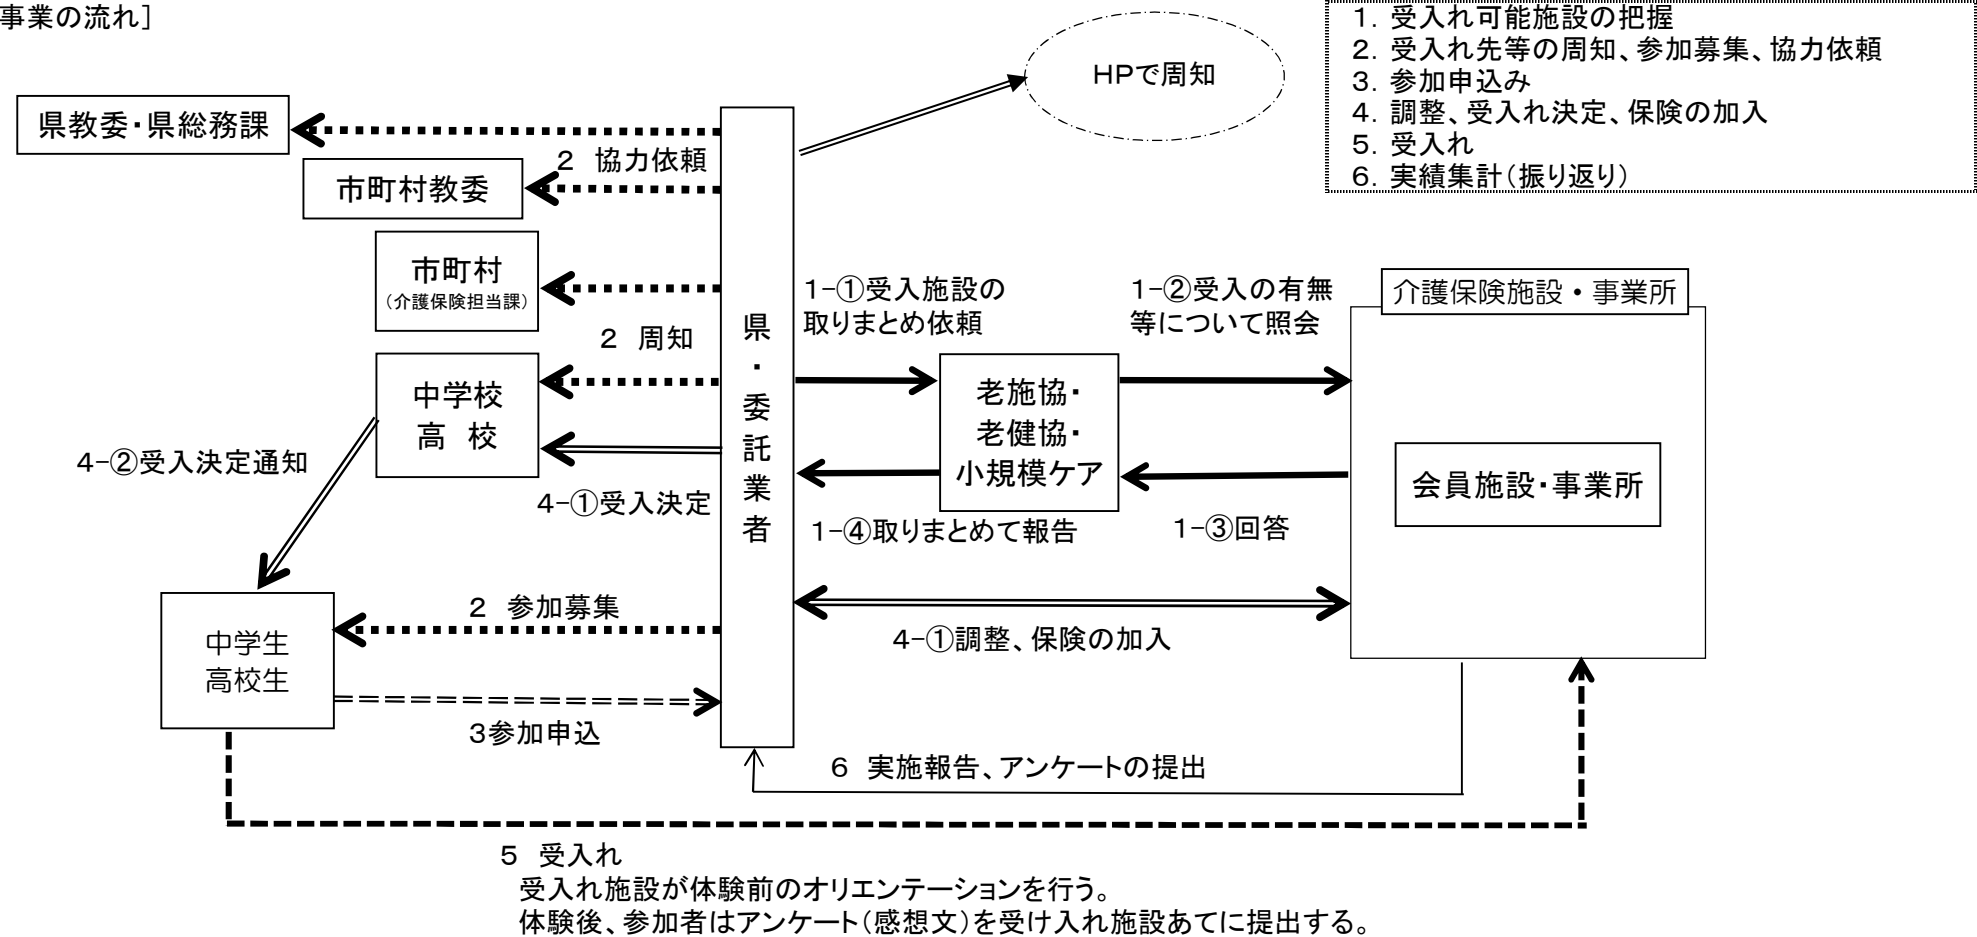 事業の流れ］
１．受入れ可能施設の把握
２．受入れ先等の周知、参加募集、協力依頼
３．参加申込み
４．調整、受入れ決定、保険の加入
５．受入れ
６．実績集計（振り返り）
ＨＰで周知
県教委・県総務課
２　協力依頼
市町村教委
市町村
（介護保険担当課）
２　周知
中学校
高　校
4-②受入決定通知
4-①受入決定
県・委託業者
1-①受入施設の
取りまとめ依頼
1-②受入の有無
等について照会
介護保険施設・事業所
老施協・
老健協・
小規模ケア
会員施設・事業所
1-④取りまとめて報告
1-③回答
中学生
高校生
２　参加募集
4-①調整、保険の加入
３参加申込
６　実施報告、アンケートの提出
５　受入れ
受入れ施設が体験前のオリエンテーションを行う。
体験後、参加者はアンケート（感想文）を受け入れ施設あてに提出する。